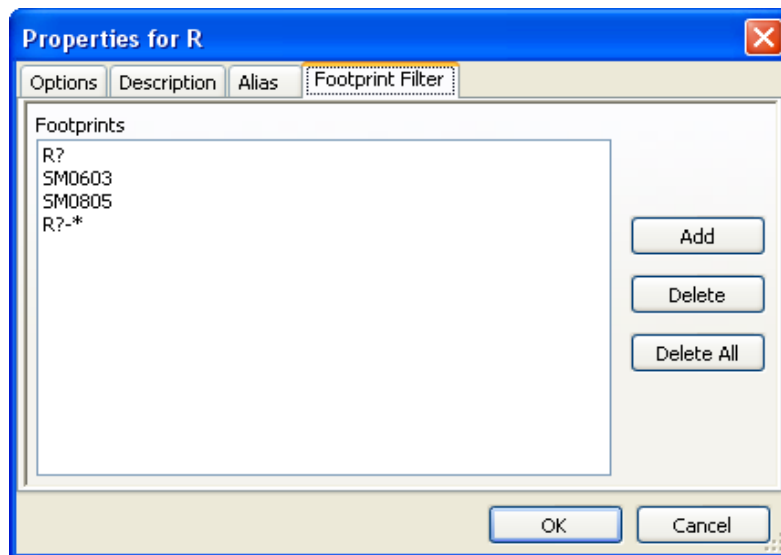 Properties for R
Options Description Alias Footprint Filter
Footprints
R?
SM0603
SM0805
R?-*
Add
Delete
Delete All
OK Cancel